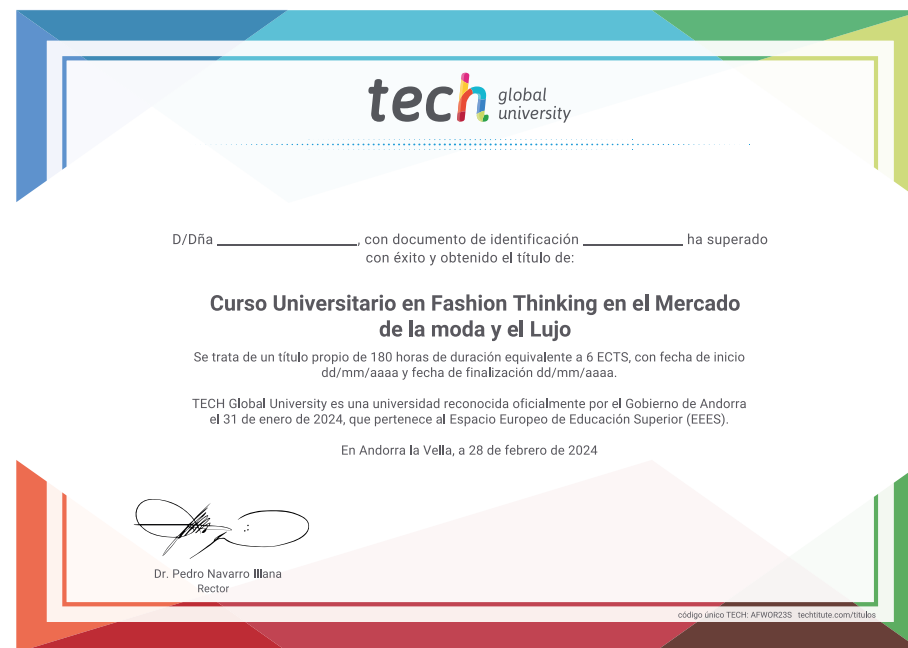 tech global university
D/Dña ________________, con documento de identificación ____________ ha superado
con éxito y obtenido el título de:
Curso Universitario en Fashion Thinking en el Mercado
de la moda y el Lujo
Se trata de un título propio de 180 horas de duración equivalente a 6 ECTS, con fecha de inicio
dd/mm/aaaa y fecha de finalización dd/mm/aaaa.
TECH Global University es una universidad reconocida oficialmente por el Gobierno de Andorra
el 31 de enero de 2024, que pertenece al Espacio Europeo de Educación Superior (EEES).
En Andorra la Vella, a 28 de febrero de 2024
Dr. Pedro Navarro Illana
Rector
código único TECH: AFWOR23S techtitute.com/titulos